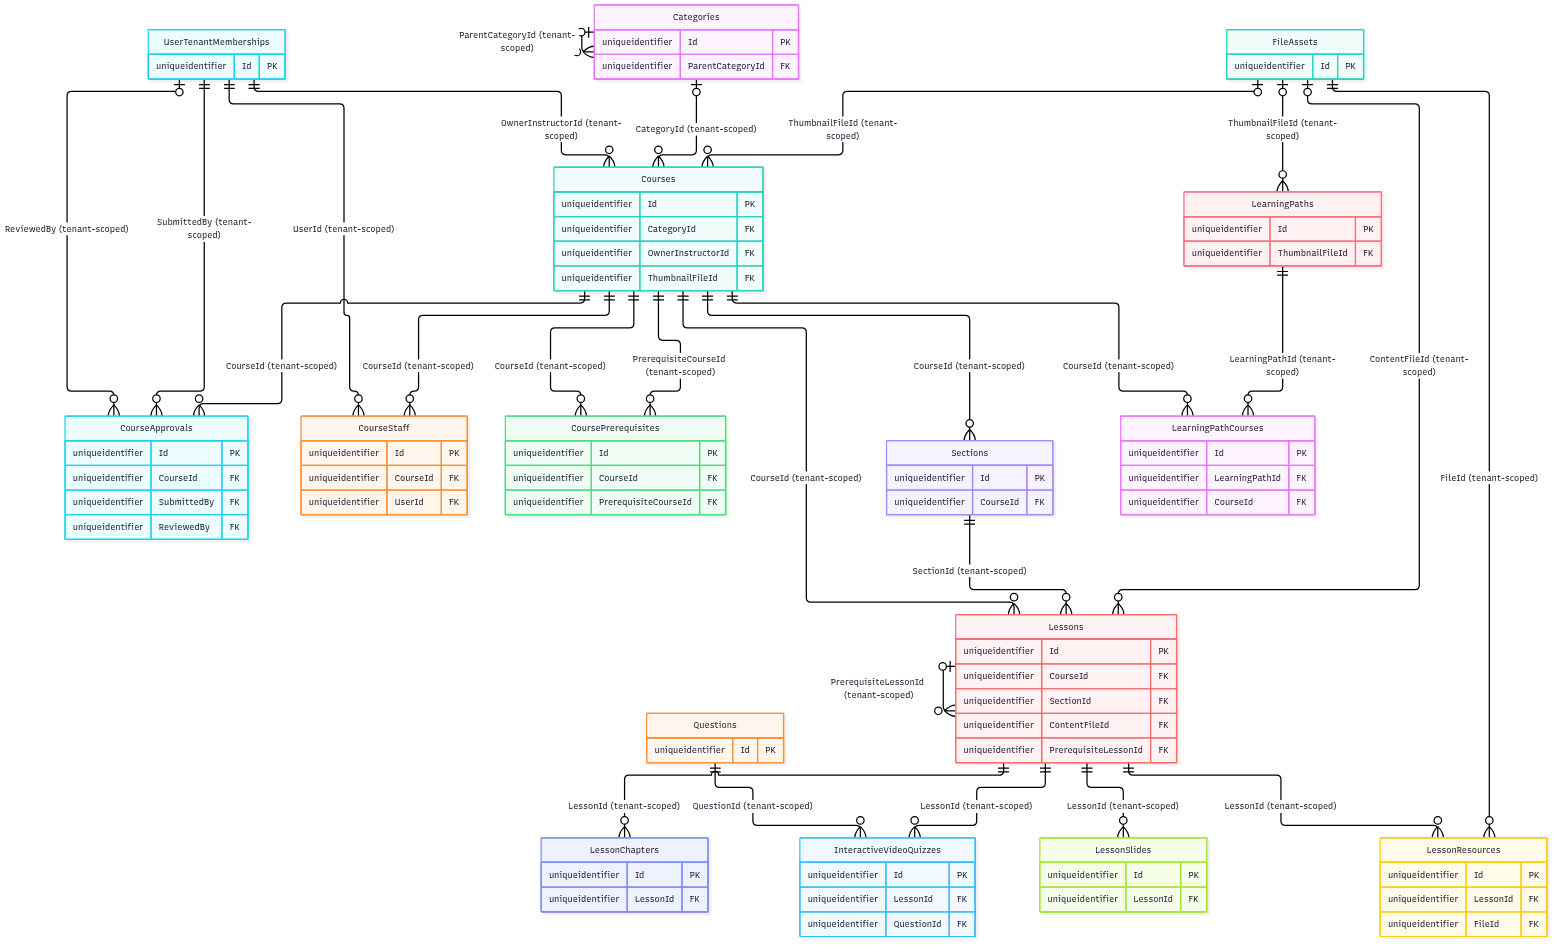 Categories
uniqueidentifier Id PK
uniqueidentifier ParentCategoryId FK
ParentCategoryId (tenant-
scoped)
UserTenantMemberships
uniqueidentifier Id PK
FileAssets
uniqueidentifier Id PK
OwnerInstructorId (tenant-
scoped)
CategoryId (tenant-scoped)
ThumbnailFileId (tenant-
scoped)
ThumbnailFileId (tenant-
scoped)
Courses
uniqueidentifier Id PK
uniqueidentifier CategoryId FK
uniqueidentifier OwnerInstructorId FK
uniqueidentifier ThumbnailFileId FK
LearningPaths
uniqueidentifier Id PK
uniqueidentifier ThumbnailFileId FK
ReviewedBy (tenant-scoped)
SubmittedBy (tenant-
scoped)
UserId (tenant-scoped)
CourseId (tenant-scoped)
CourseId (tenant-scoped)
CourseId (tenant-scoped)
PrerequisiteCourseId
(tenant-scoped)
CourseId (tenant-scoped)
CourseId (tenant-scoped)
LearningPathId (tenant-
scoped)
ContentFileId (tenant-
scoped)
CourseApprovals
uniqueidentifier Id PK
uniqueidentifier CourseId FK
uniqueidentifier SubmittedBy FK
uniqueidentifier ReviewedBy FK
CourseStaff
uniqueidentifier Id PK
uniqueidentifier CourseId FK
uniqueidentifier UserId FK
CoursePrerequisites
uniqueidentifier Id PK
uniqueidentifier CourseId FK
uniqueidentifier PrerequisiteCourseId FK
CourseId (tenant-scoped)
Sections
uniqueidentifier Id PK
uniqueidentifier CourseId FK
LearningPathCourses
uniqueidentifier Id PK
uniqueidentifier LearningPathId FK
uniqueidentifier CourseId FK
FileId (tenant-scoped)
SectionId (tenant-scoped)
Lessons
uniqueidentifier Id PK
uniqueidentifier CourseId FK
uniqueidentifier SectionId FK
uniqueidentifier ContentFileId FK
uniqueidentifier PrerequisiteLessonId FK
PrerequisiteLessonId
(tenant-scoped)
Questions
uniqueidentifier Id PK
LessonId (tenant-scoped)
QuestionId (tenant-scoped)
LessonId (tenant-scoped)
LessonId (tenant-scoped)
LessonId (tenant-scoped)
LessonChapters
uniqueidentifier Id PK
uniqueidentifier LessonId FK
InteractiveVideoQuizzes
uniqueidentifier Id PK
uniqueidentifier LessonId FK
uniqueidentifier QuestionId FK
LessonSlides
uniqueidentifier Id PK
uniqueidentifier LessonId FK
LessonResources
uniqueidentifier Id PK
uniqueidentifier LessonId FK
uniqueidentifier FileId FK